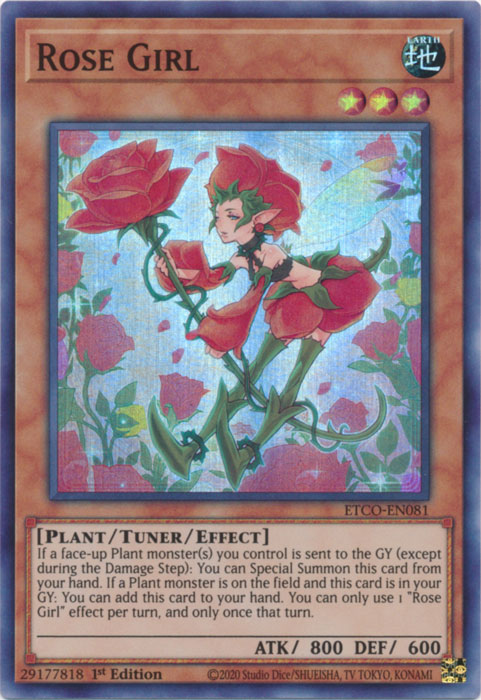 ROSE GIRL
EARTH
地
ETCO-EN081
[PLANT/TUNER/EFFECT]
If a face-up Plant monster(s) you control is sent to the GY (except
during the Damage Step): You can Special Summon this card from
your hand. If a Plant monster is on the field and this card is in your
GY: You can add this card to your hand. You can only use 1 "Rose
Girl" effect per turn, and only once that turn.
ATK/ 800 DEF/ 600
29177818 1st Edition ©2020 Studio Dice/SHUEISHA, TV TOKYO, KONAMI